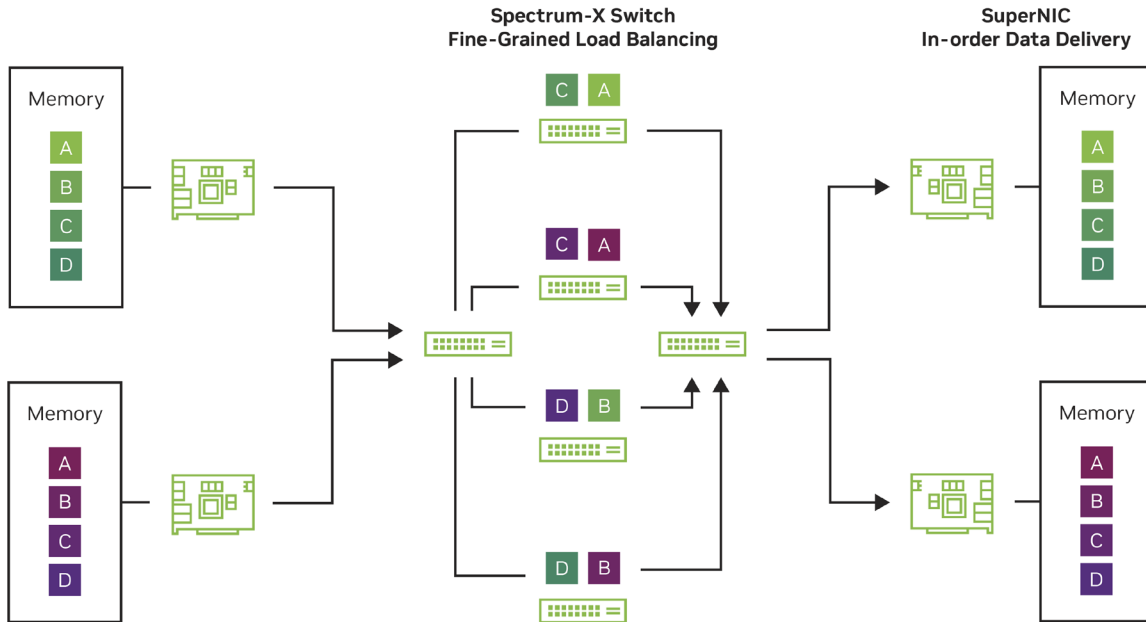 Spectrum-X Switch
Fine-Grained Load Balancing
SuperNIC
In-order Data Delivery
Memory
A
B
C
D
Memory
A
B
C
D
C A
C A
D B
D B
Memory
A
B
C
D
Memory
A
B
C
D